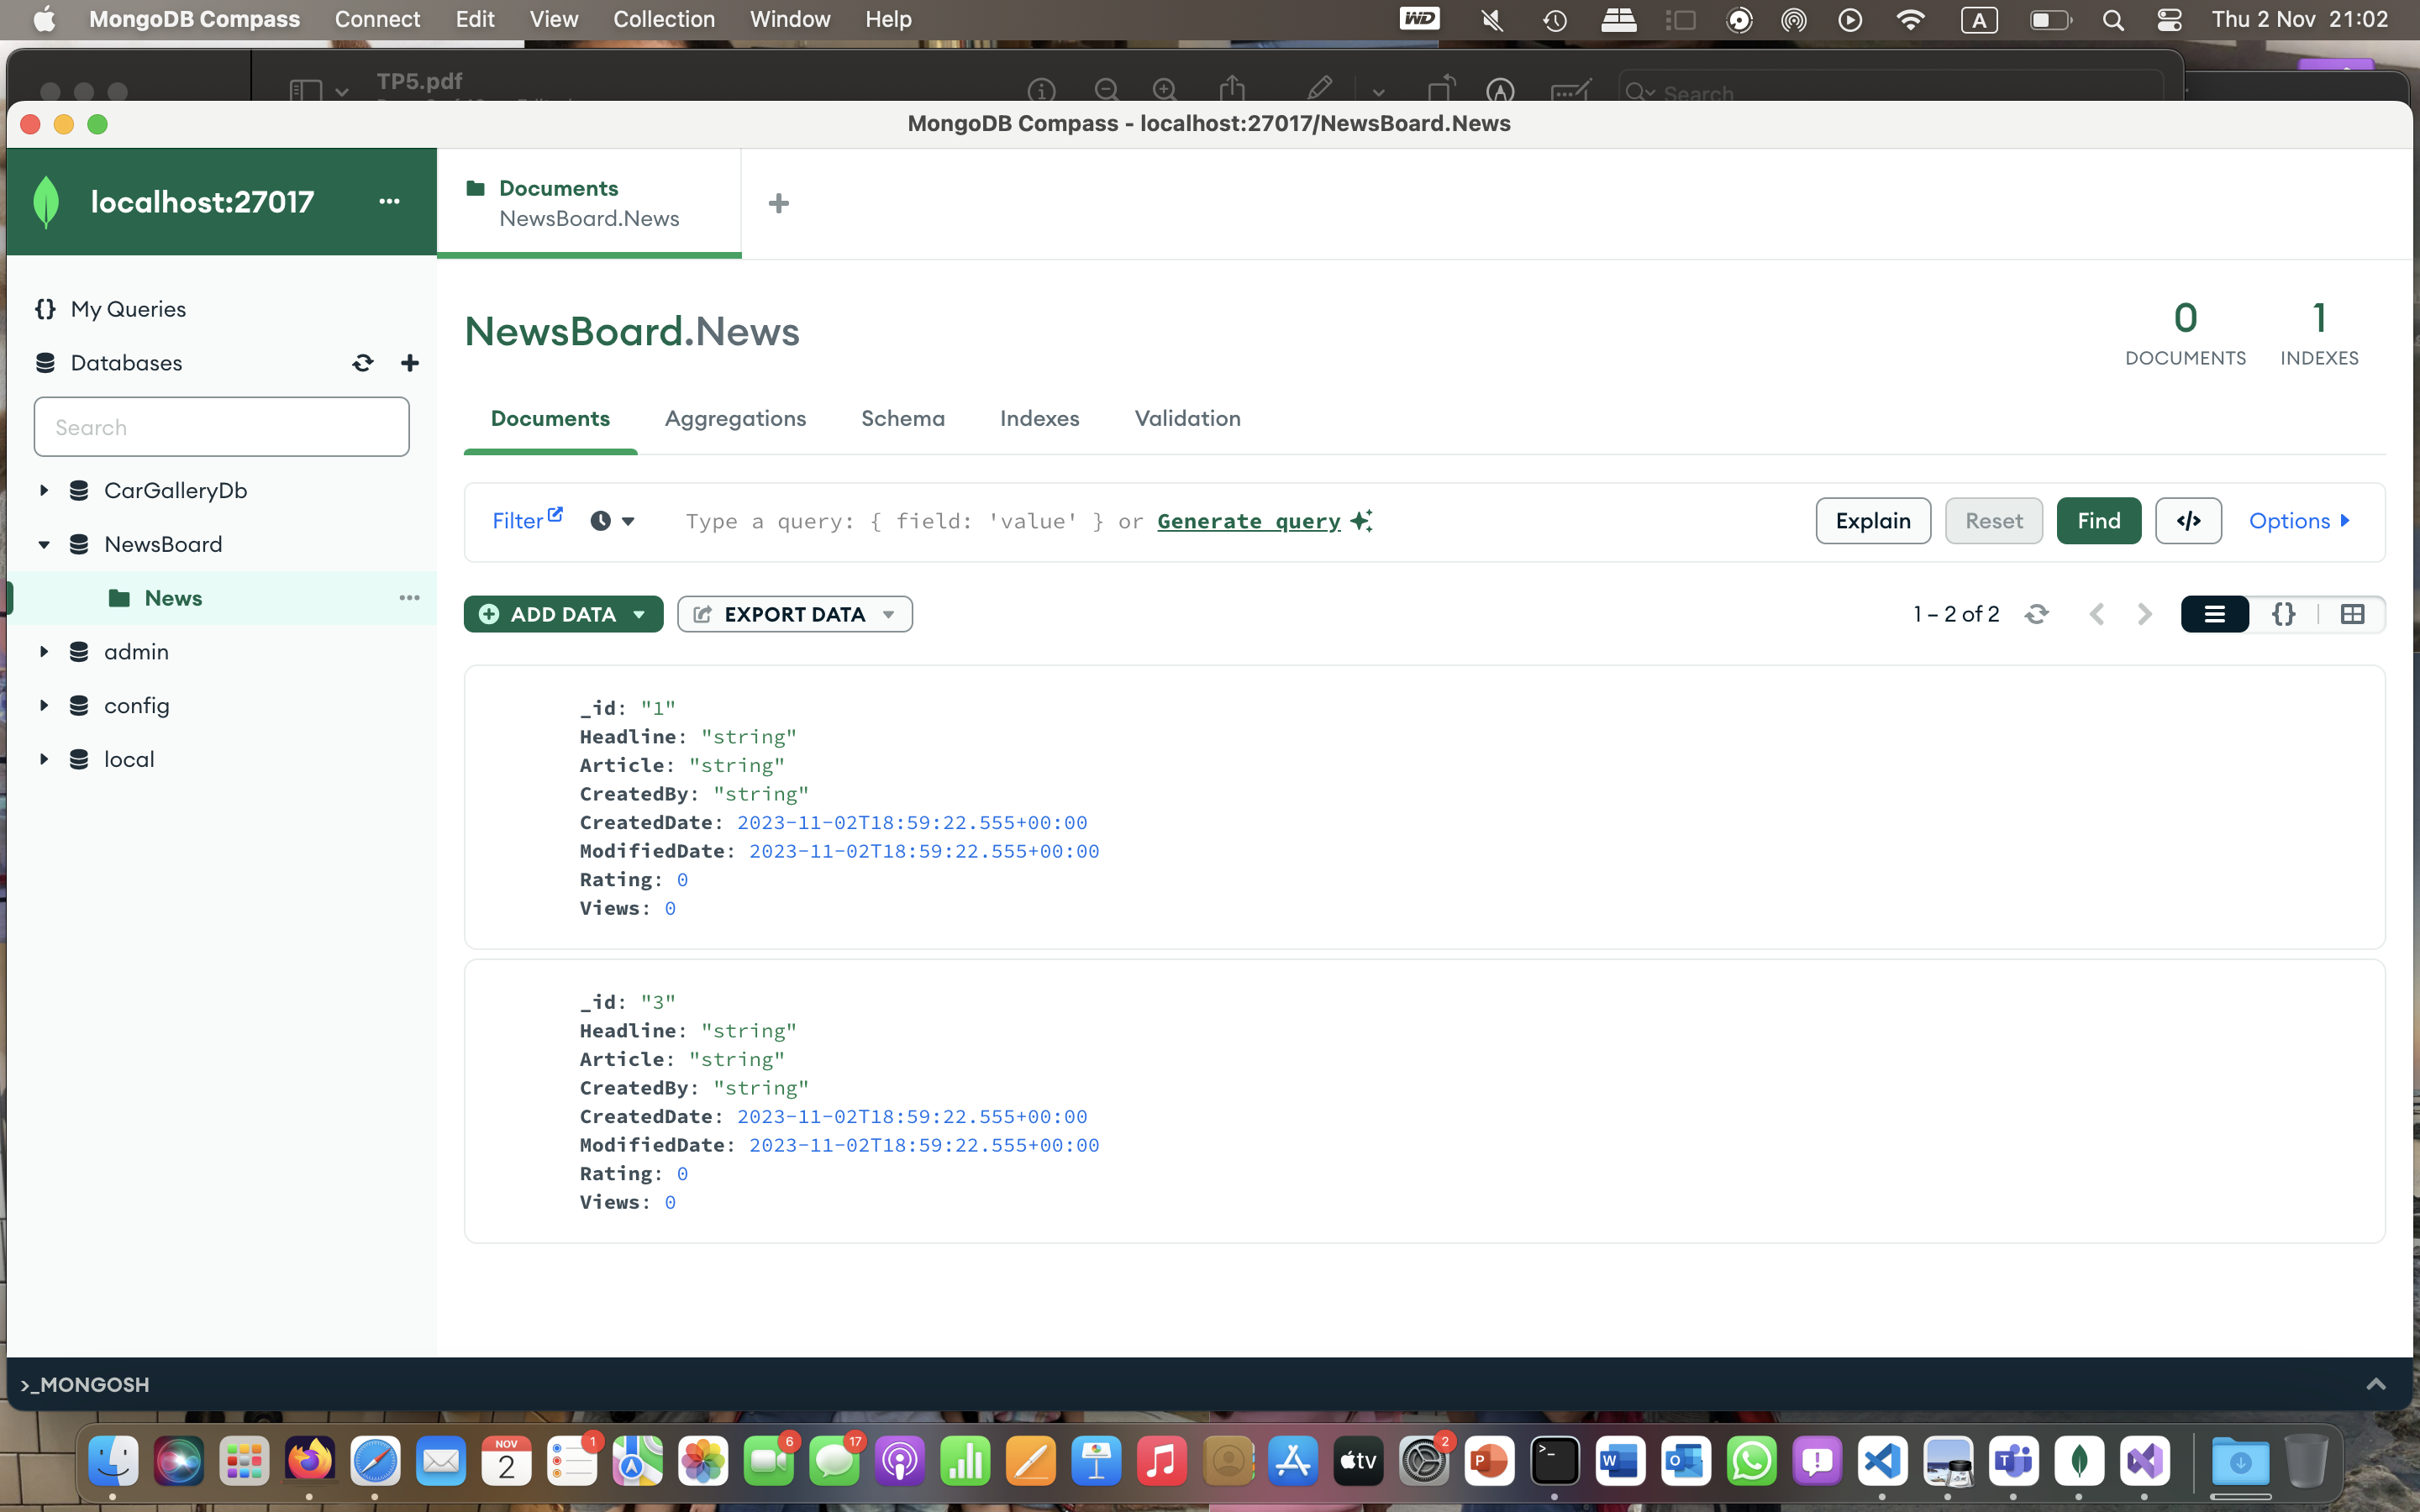 MongoDB Compass Connect Edit View Collection Window Help WD A Thu 2 Nov 21:02
TP5.pdf
Search
MongoDB Compass - localhost:27017/NewsBoard.News
localhost:27017
Documents
NewsBoard.News
My Queries
Databases
Search
CarGalleryDb
NewsBoard
News
admin
config
local
NewsBoard.News
0
DOCUMENTS
1
INDEXES
Documents Aggregations Schema Indexes Validation
Filter Type a query: { field: 'value' } or Generate query Explain Reset Find </> Options
ADD DATA EXPORT DATA 1 – 2 of 2 {}
_id: "1"
Headline: "string"
Article: "string"
CreatedBy: "string"
CreatedDate: 2023-11-02T18:59:22.555+00:00
ModifiedDate: 2023-11-02T18:59:22.555+00:00
Rating: 0
Views: 0
_id: "3"
Headline: "string"
Article: "string"
CreatedBy: "string"
CreatedDate: 2023-11-02T18:59:22.555+00:00
ModifiedDate: 2023-11-02T18:59:22.555+00:00
Rating: 0
Views: 0
>_MONGOSH
NOV
2
1
6
17
tv
2
P
W
O
T